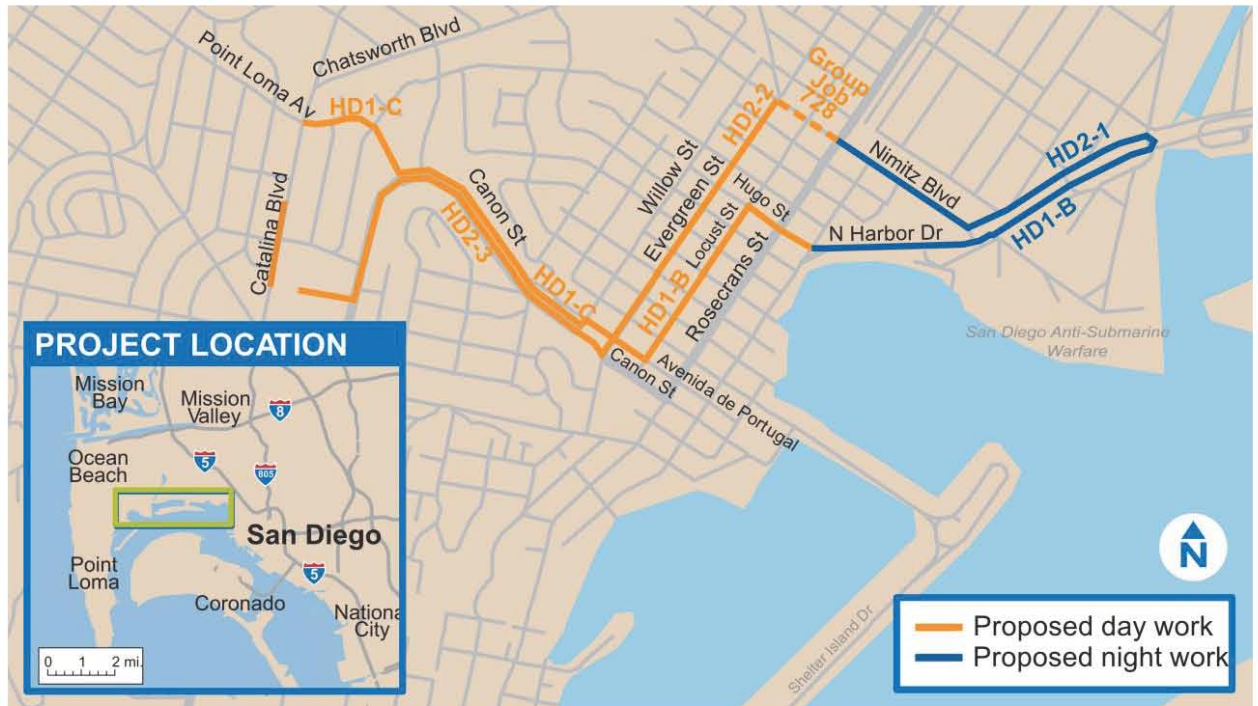 Point Loma Av
Chatsworth Blvd
HD1-C
Catalina Blvd
Canon St
HD2-3
HD1-C
Willow St
Evergreen St
HD2-2
Group
Job
728
Hugo St
Locust St
HD1-B
Rosecrans St
Canon St
Avenida de Portugal
Nimitz Blvd
N Harbor Dr
HD2-1
HD1-B
San Diego Anti-Submarine
Warfare
Shelter Island Dr
PROJECT LOCATION
Mission
Bay
Mission
Valley
8
Ocean
Beach
5
805
San Diego
Point
Loma
5
Coronado
Nationa
City
0 1 2 mi.
N
Proposed day work
Proposed night work